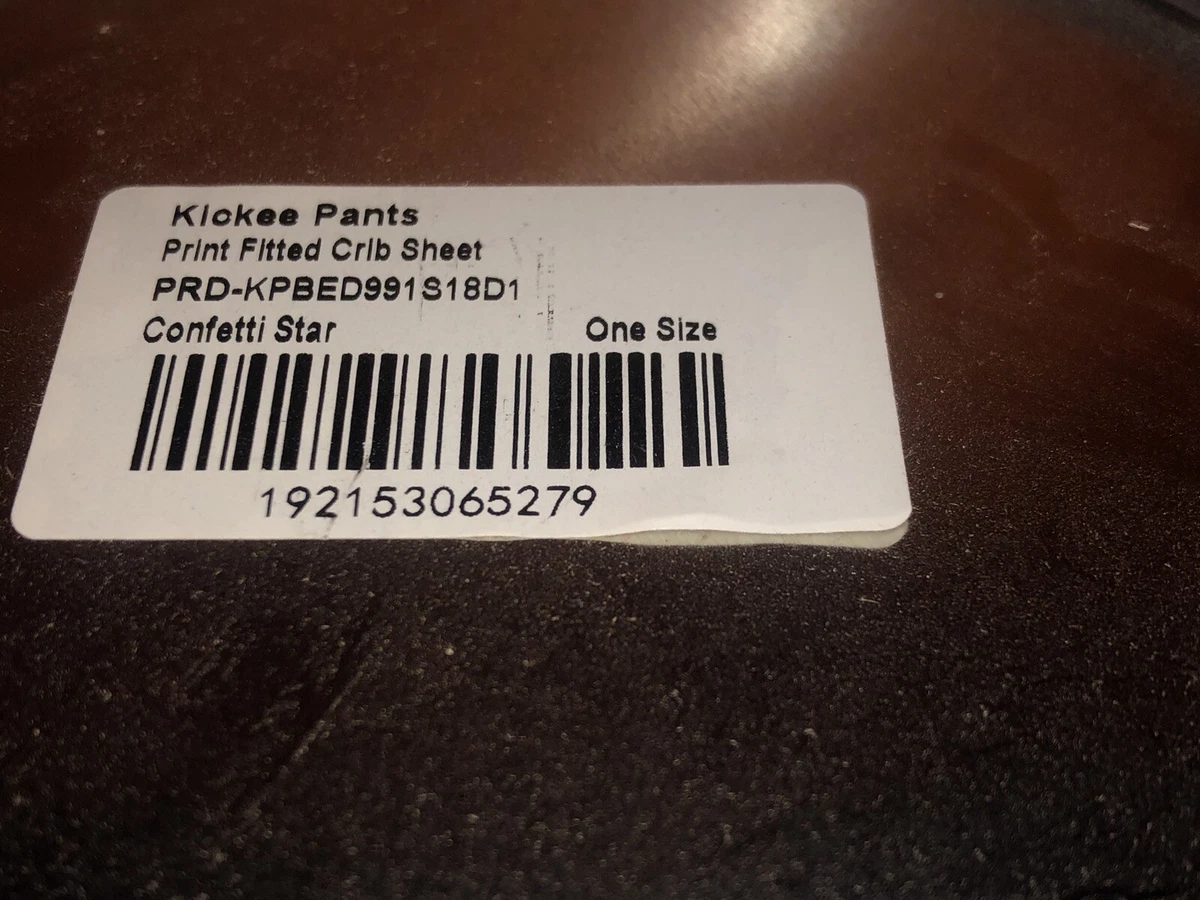 Kickee Pants
Print Fitted Crib Sheet
PRD-KPBED991S18D1
Confetti Star One Size
192153065279